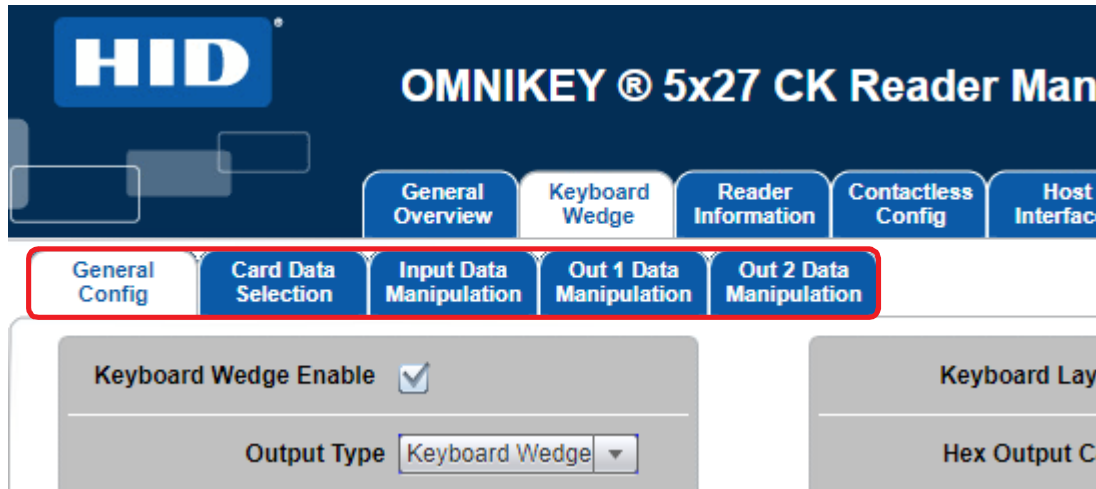 HID
OMNIKEY ® 5x27 CK Reader Man
General
Overview
Keyboard
Wedge
Reader
Information
Contactless
Config
Host
Interfac
General
Config
Card Data
Selection
Input Data
Manipulation
Out 1 Data
Manipulation
Out 2 Data
Manipulation
Keyboard Wedge Enable
Keyboard Lay
Output Type Keyboard Wedge
Hex Output C